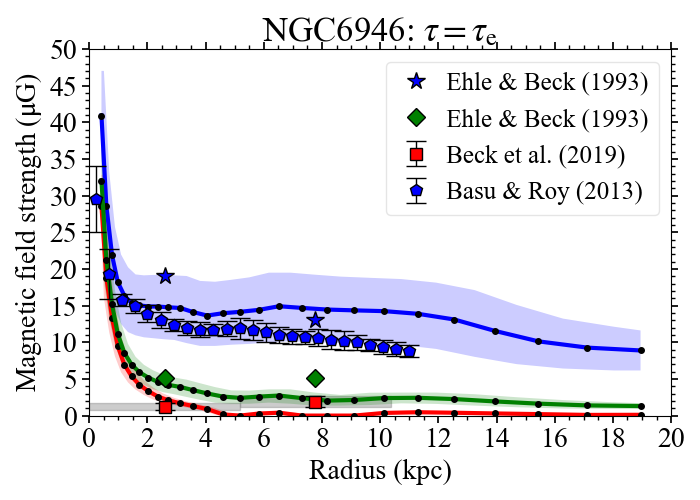 NGC6946: τ = τe
50
45
40
35
30
25
20
15
10
5
0
Magnetic field strength (μG)
Ehle & Beck (1993)
Ehle & Beck (1993)
Beck et al. (2019)
Basu & Roy (2013)
0 2 4 6 8 10 12 14 16 18 20
Radius (kpc)